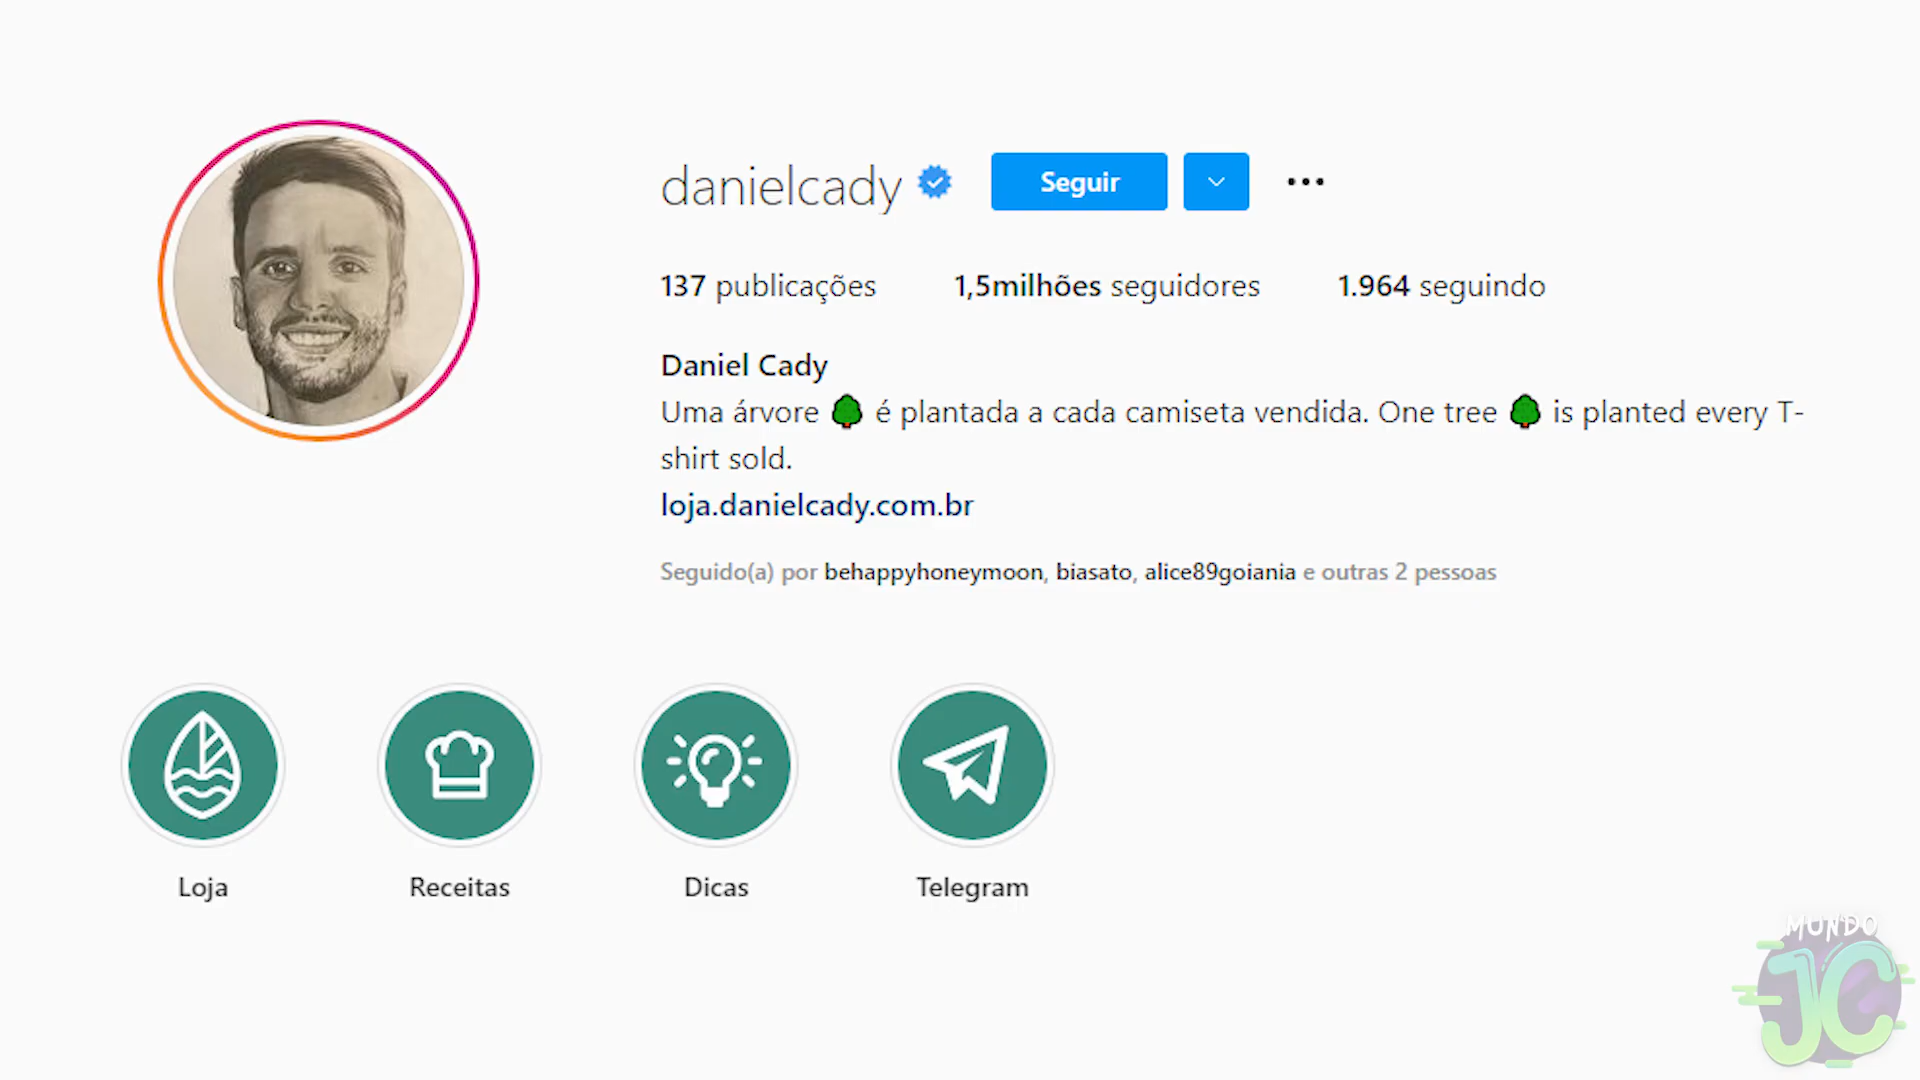 danielcady Seguir
137 publicações 1,5milhões seguidores 1.964 seguindo
Daniel Cady
Uma árvore 🌳 é plantada a cada camiseta vendida. One tree 🌳 is planted every T-
shirt sold.
loja.danielcady.com.br
Seguido(a) por behappyhoneymoon, biasato, alice89goiania e outras 2 pessoas
Loja Receitas Dicas Telegram
MUNDO
JC